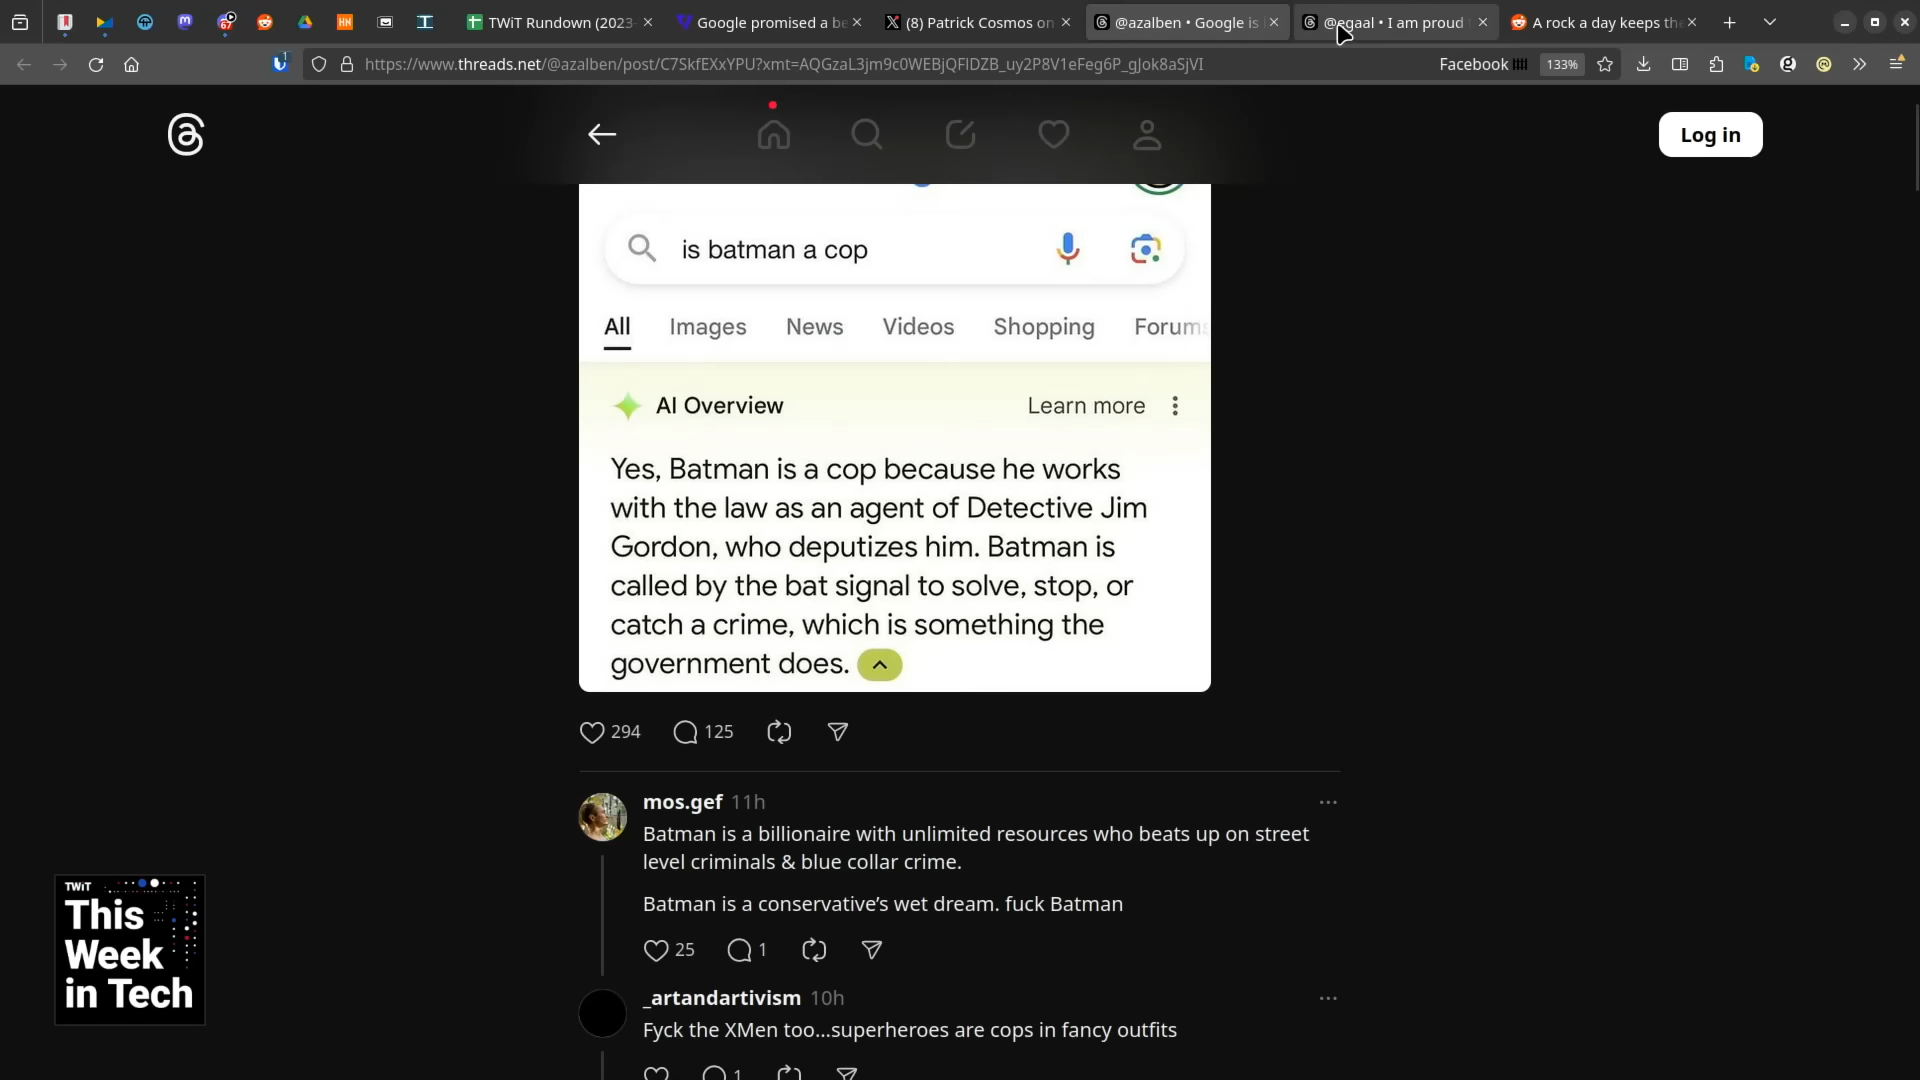 TWiT Rundown (2023-
Google promised a be
(8) Patrick Cosmos on
@azalben • Google is
@egaal • I am proud
A rock a day keeps the
https://www.threads.net/@azalben/post/C7SkfEXxYPU?xmt=AQGzaL3jm9c0WEBjQFlDZB_uy2P8V1eFeg6P_gJok8aSjVI
Facebook
133%
Log in
is batman a cop
All Images News Videos Shopping Forums
AI Overview
Learn more
Yes, Batman is a cop because he works
with the law as an agent of Detective Jim
Gordon, who deputizes him. Batman is
called by the bat signal to solve, stop, or
catch a crime, which is something the
government does.
294 125
mos.gef 11h
Batman is a billionaire with unlimited resources who beats up on street
level criminals & blue collar crime.
Batman is a conservative’s wet dream. fuck Batman
25 1
_artandartivism 10h
Fyck the XMen too...superheroes are cops in fancy outfits
1
TWiT
This
Week
in Tech